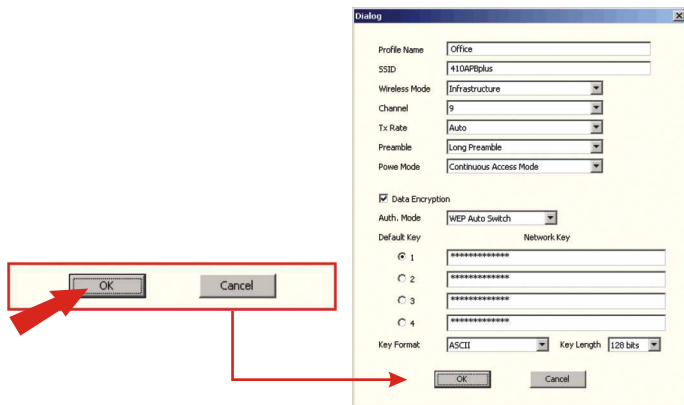 Dialog
Profile Name Office
SSID 410APBplus
Wireless Mode Infrastructure
Channel 9
Tx Rate Auto
Preamble Long Preamble
Powe Mode Continuous Access Mode
Data Encryption
Auth. Mode WEP Auto Switch
Default Key Network Key
1 *************
2 *************
3 *************
4 *************
Key Format ASCII Key Length 128 bits
OK Cancel
OK Cancel